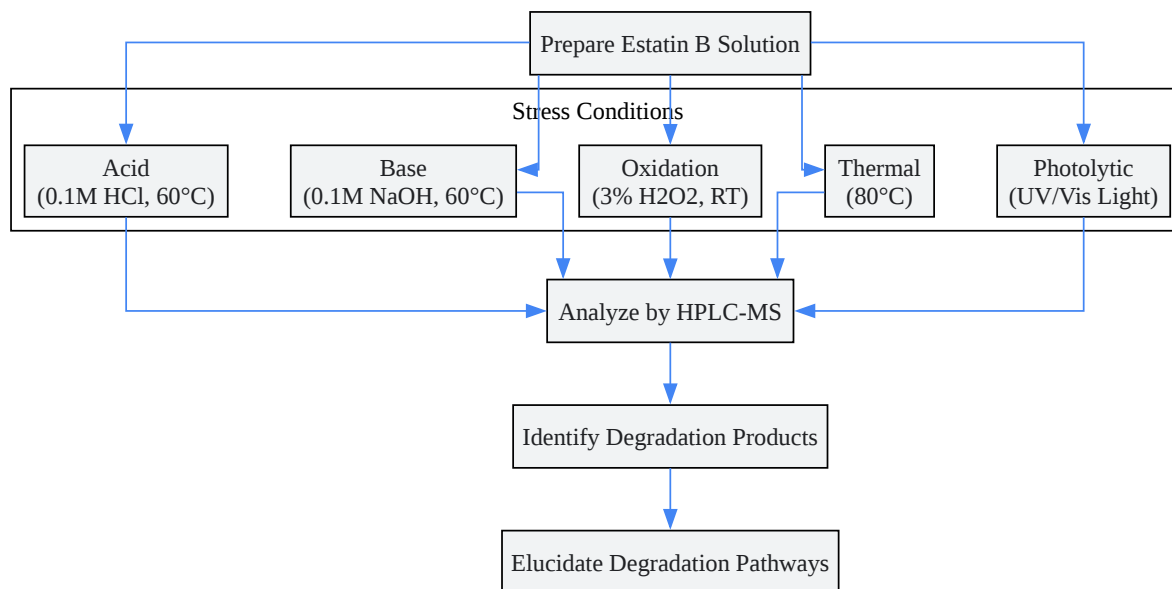 Prepare Estatin B Solution
Stress Conditions
Acid
(0.1M HCl, 60°C)
Base
(0.1M NaOH, 60°C)
Oxidation
(3% H2O2, RT)
Thermal
(80°C)
Photolytic
(UV/Vis Light)
Analyze by HPLC-MS
Identify Degradation Products
Elucidate Degradation Pathways